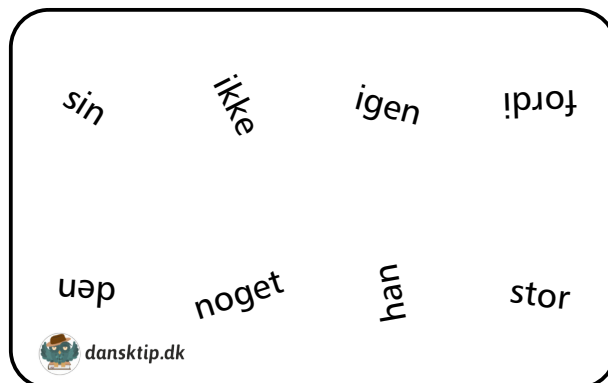 sin ikke igen fordi
den noget han stor
dansktip.dk